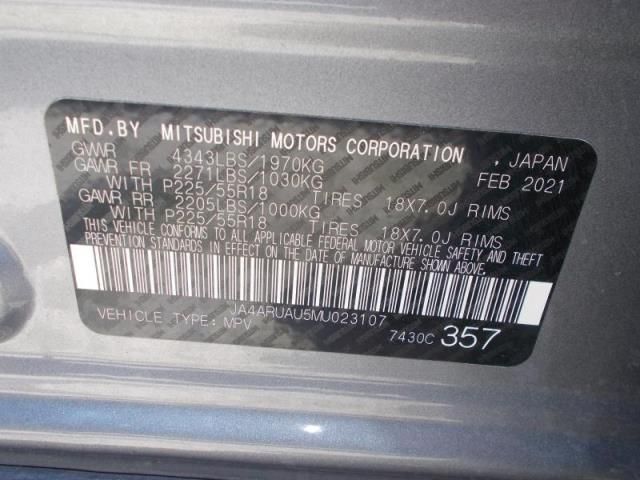 MFD.BY MITSUBISHI MOTORS CORPORATION , JAPAN
GVWR 4343LBS/1970KG FEB 2021
GAWR FR 2271LBS/1030KG
WITH P225/55R18 TIRES 18X7.0J RIMS
GAWR RR 2205LBS/1000KG
WITH P225/55R18 TIRES 18X7.0J RIMS
THIS VEHICLE CONFORMS TO ALL APPLICABLE FEDERAL MOTOR VEHICLE SAFETY AND THEFT
PREVENTION STANDARDS IN EFFECT ON THE DATE OF MANUFACTURE SHOWN ABOVE.
JA4ARUAU5MU023107
VEHICLE TYPE: MPV
7430C 357